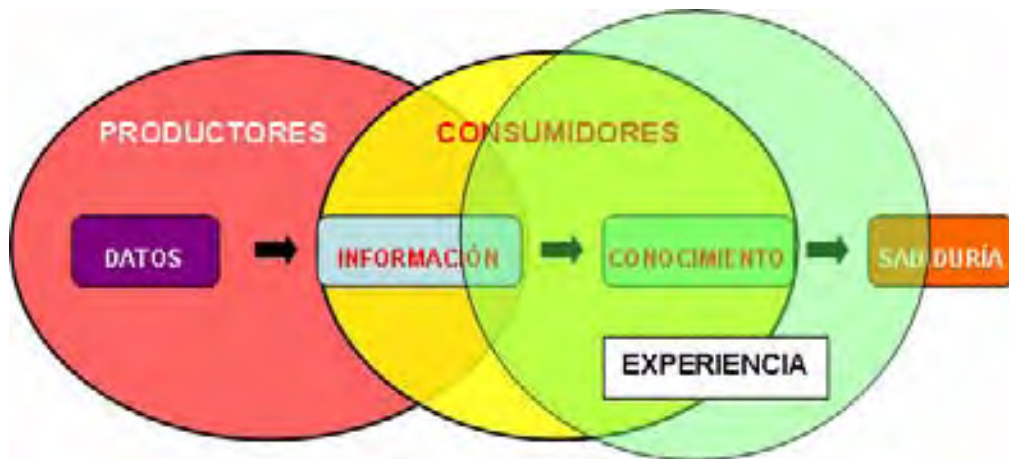 PRODUCTORES
CONSUMIDORES
DATOS
INFORMACIÓN
CONOCIMIENTO
SABIDURÍA
EXPERIENCIA